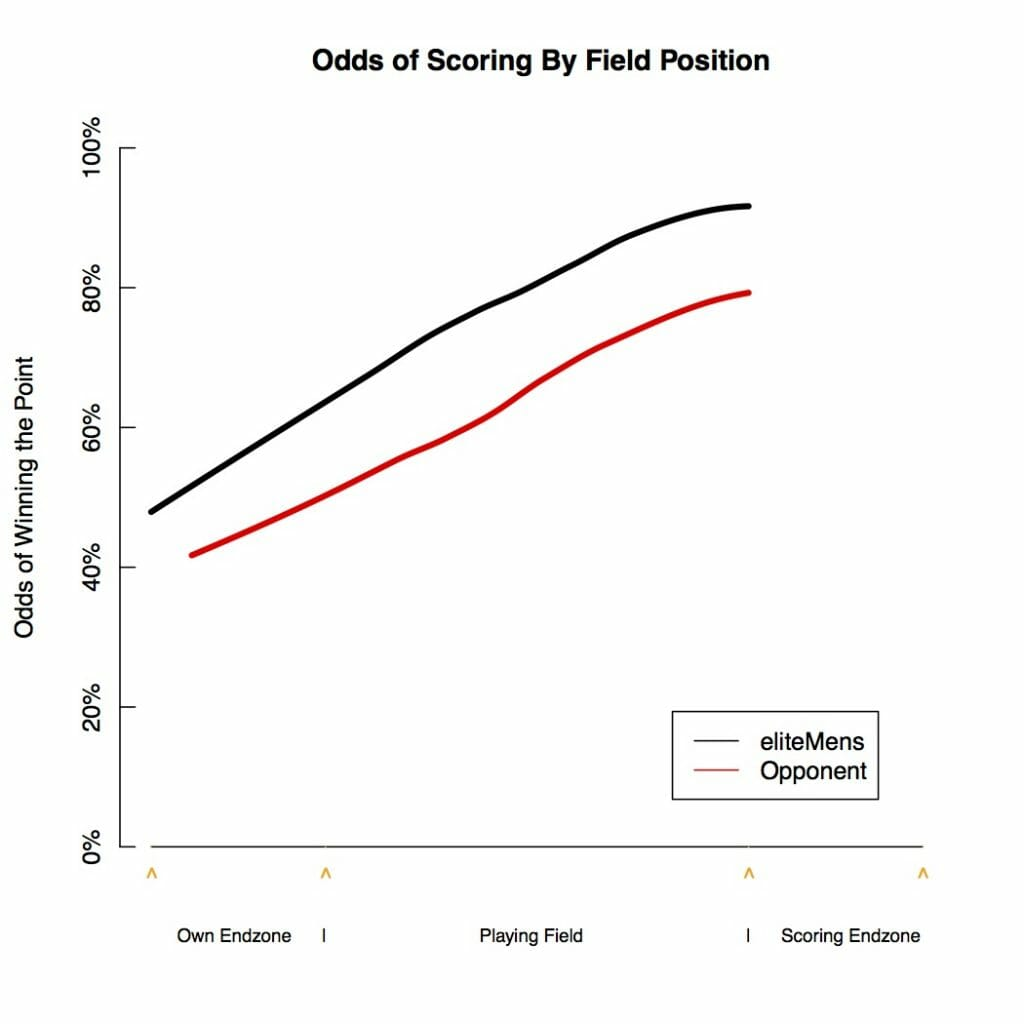 Odds of Scoring By Field Position
Odds of Winning the Point
100%
80%
60%
40%
20%
0%
eliteMens
Opponent
^ ^ ^ ^
Own Endzone | Playing Field | Scoring Endzone